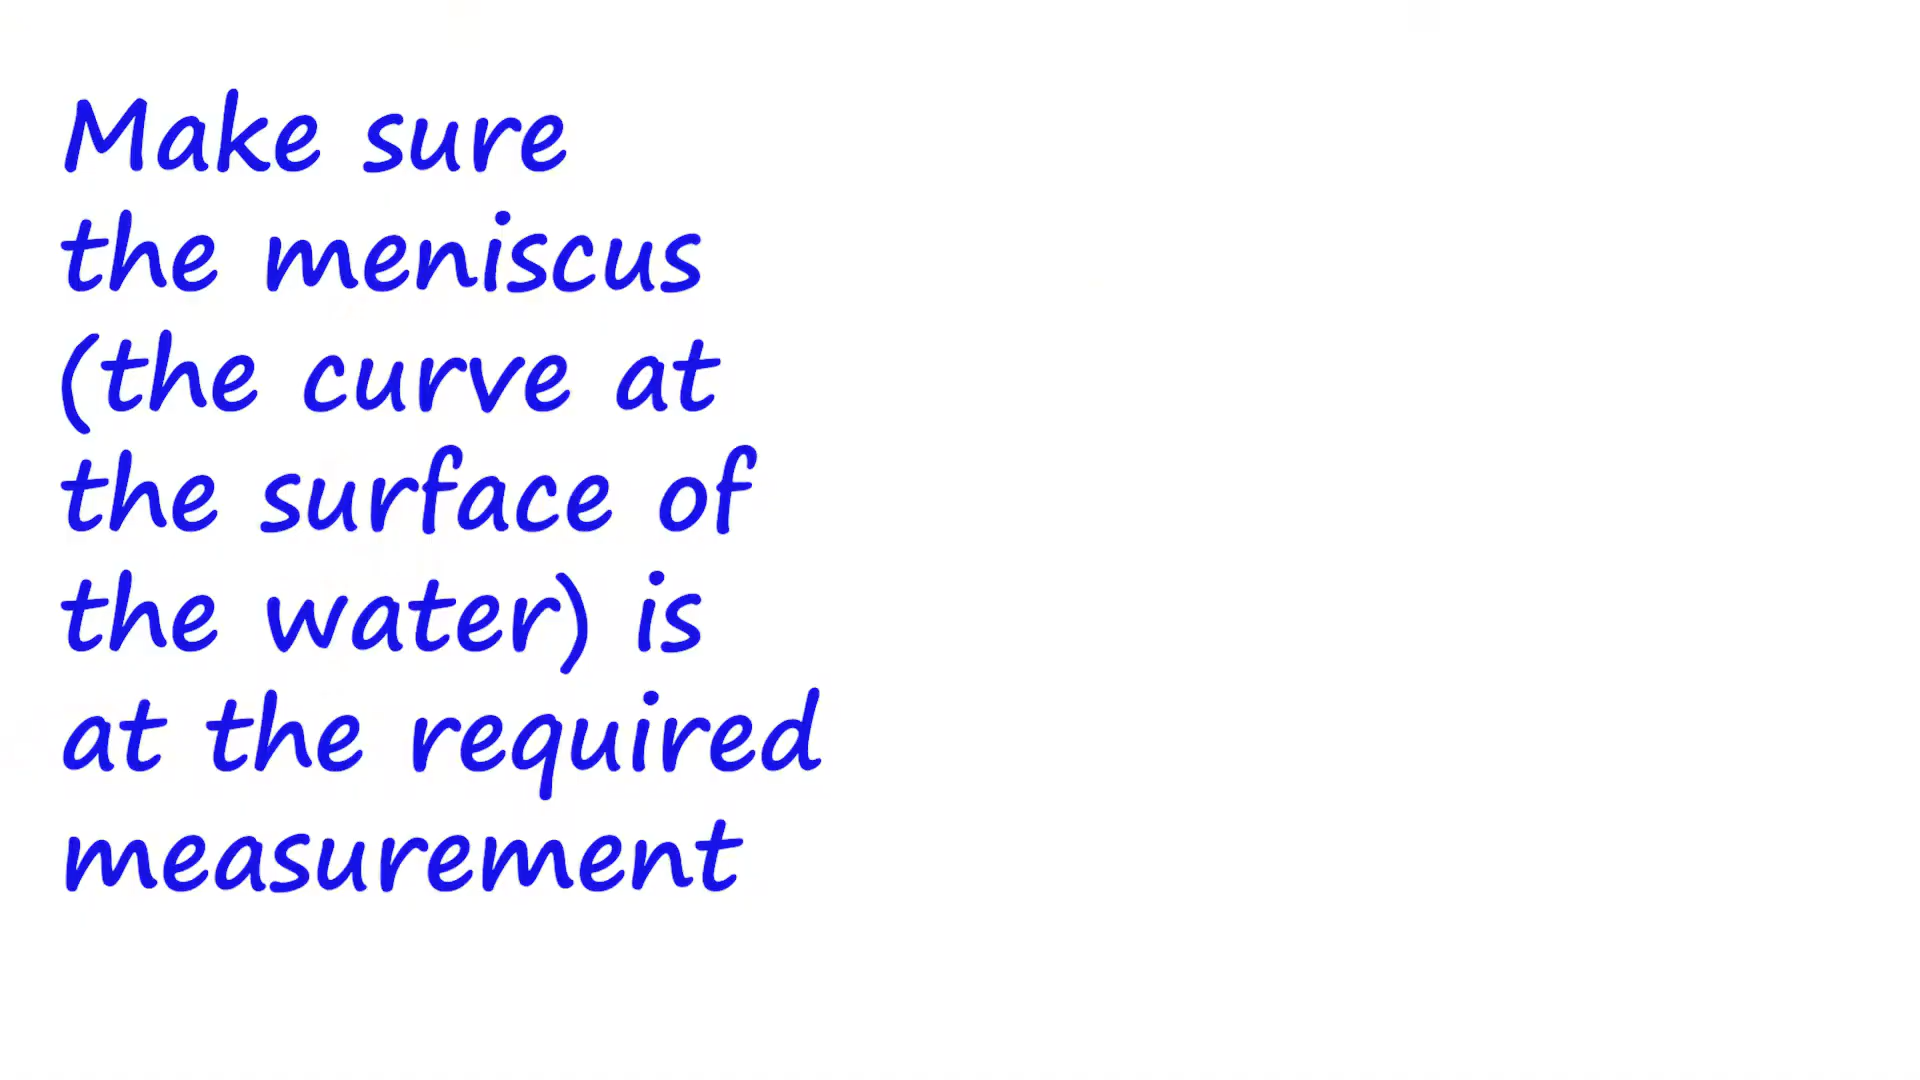 Make sure
the meniscus
(the curve at
the surface of
the water) is
at the required
measurement